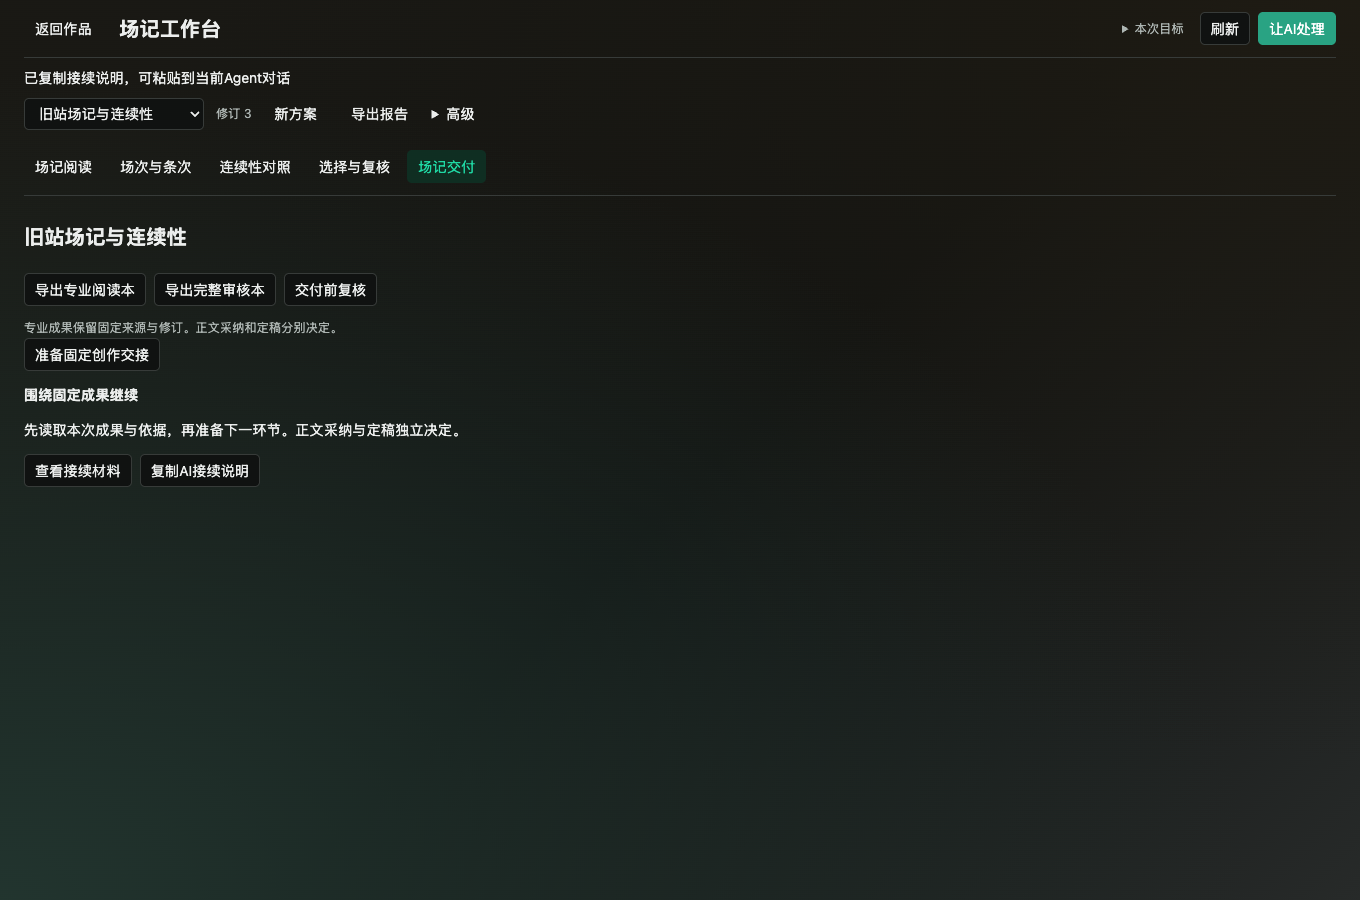 返回作品 场记工作台 ▶ 本次目标 刷新 让AI处理
已复制接续说明，可粘贴到当前Agent对话
旧站场记与连续性 修订 3 新方案 导出报告 ▶ 高级
场记阅读 场次与条次 连续性对照 选择与复核 场记交付
旧站场记与连续性
导出专业阅读本 导出完整审核本 交付前复核
专业成果保留固定来源与修订。正文采纳和定稿分别决定。
准备固定创作交接
围绕固定成果继续
先读取本次成果与依据，再准备下一环节。正文采纳与定稿独立决定。
查看接续材料 复制AI接续说明